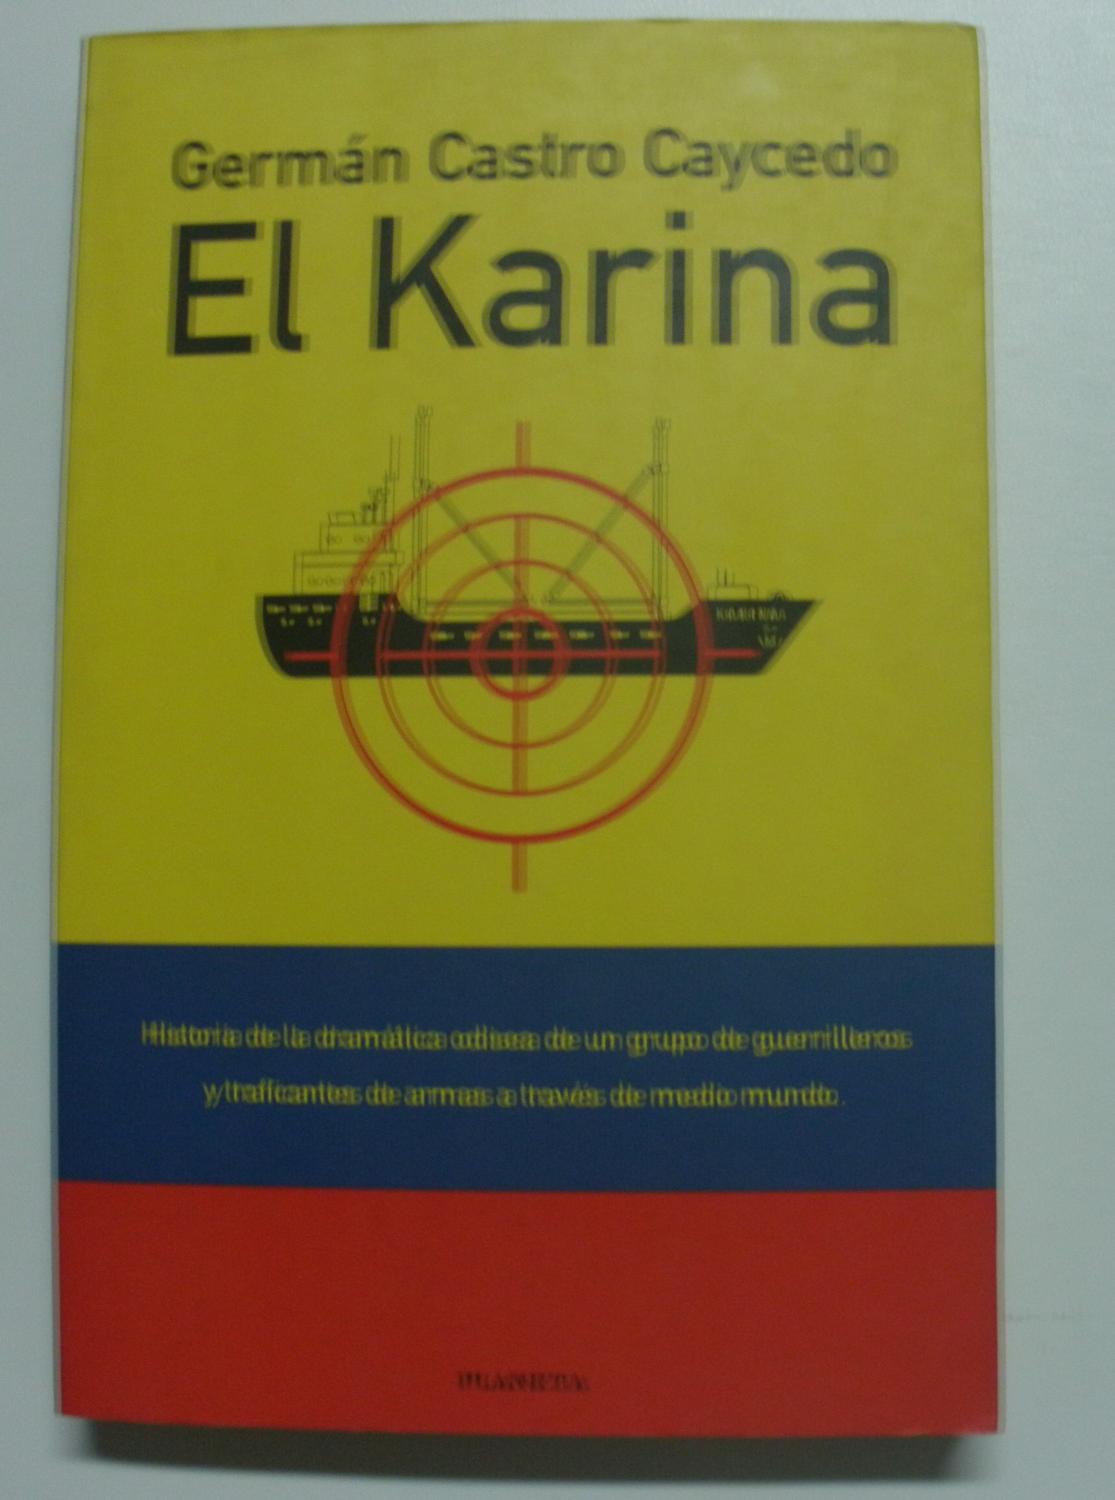 Germán Castro Caycedo
El Karina
Historia de la dramática odisea de un grupo de guerrilleros
y traficantes de armas a través de medio mundo.
PLANETA